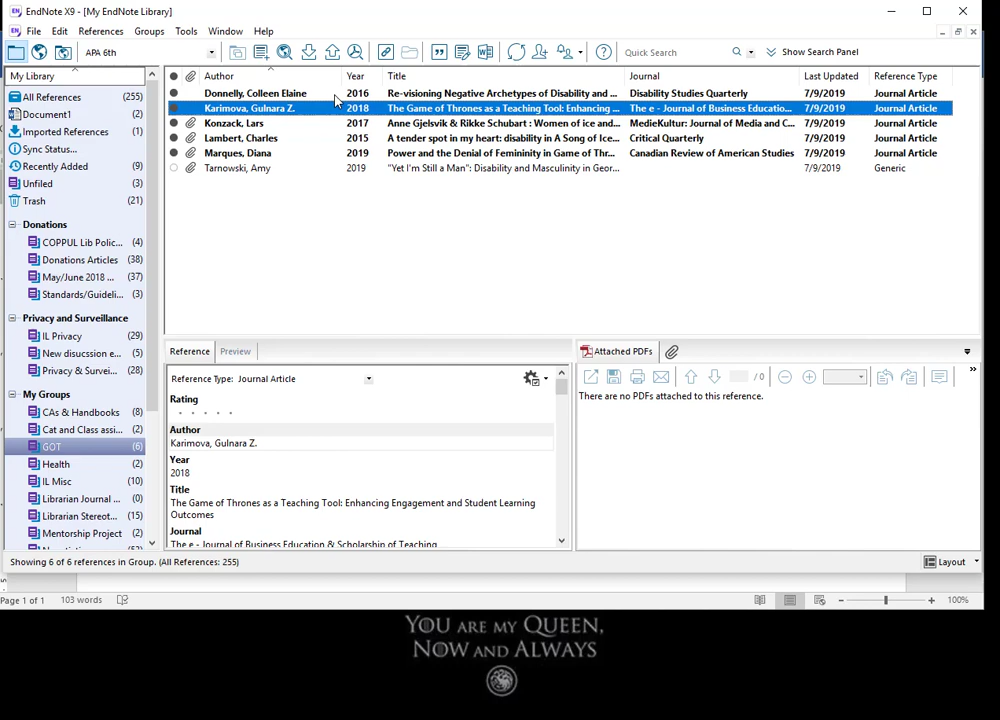 EndNote X9 - [My EndNote Library]
File Edit References Groups Tools Window Help
APA 6th
Quick Search
Show Search Panel
My Library
All References (255)
Document1 (2)
Imported References (2)
Sync Status...
Recently Added (9)
Unfiled (3)
Trash (21)
Donations
COPPUL Lib Polic... (4)
Donations Articles (38)
May/June 2018 ... (37)
Standards/Guideli... (3)
Privacy and Surveillance
IL Privacy (29)
New disucssion e... (5)
Privacy & Survei... (28)
My Groups
CAs & Handbooks (8)
Cat and Class assi... (2)
GOT (6)
Health (2)
IL Misc (10)
Librarian Journal ... (0)
Librarian Stereot... (15)
Mentorship Project (2)
Author Year Title Journal Last Updated Reference Type
Donnelly, Colleen Elaine 2016 Re-visioning Negative Archetypes of Disability and ... Disability Studies Quarterly 7/9/2019 Journal Article
Karimova, Gulnara Z. 2018 The Game of Thrones as a Teaching Tool: Enhancing ... The e - Journal of Business Educatio... 7/9/2019 Journal Article
Konzack, Lars 2017 Anne Gjelsvik & Rikke Schubart : Women of ice and... MedieKultur: Journal of Media and C... 7/9/2019 Journal Article
Lambert, Charles 2015 A tender spot in my heart: disability in A Song of Ice... Critical Quarterly 7/9/2019 Journal Article
Marques, Diana 2019 Power and the Denial of Femininity in Game of Thr... Canadian Review of American Studies 7/9/2019 Journal Article
Tarnowski, Amy 2019 "Yet I'm Still a Man": Disability and Masculinity in Geor... 7/9/2019 Generic
Reference Preview
Reference Type: Journal Article
Rating
Author
Karimova, Gulnara Z.
Year
2018
Title
The Game of Thrones as a Teaching Tool: Enhancing Engagement and Student Learning
Outcomes
Journal
The e - Journal of Business Education & Scholarship of Teaching
Attached PDFs
/ 0
There are no PDFs attached to this reference.
Showing 6 of 6 references in Group. (All References: 255)
Layout
Page 1 of 1 103 words
100%
YOU ARE MY QUEEN,
NOW AND ALWAYS